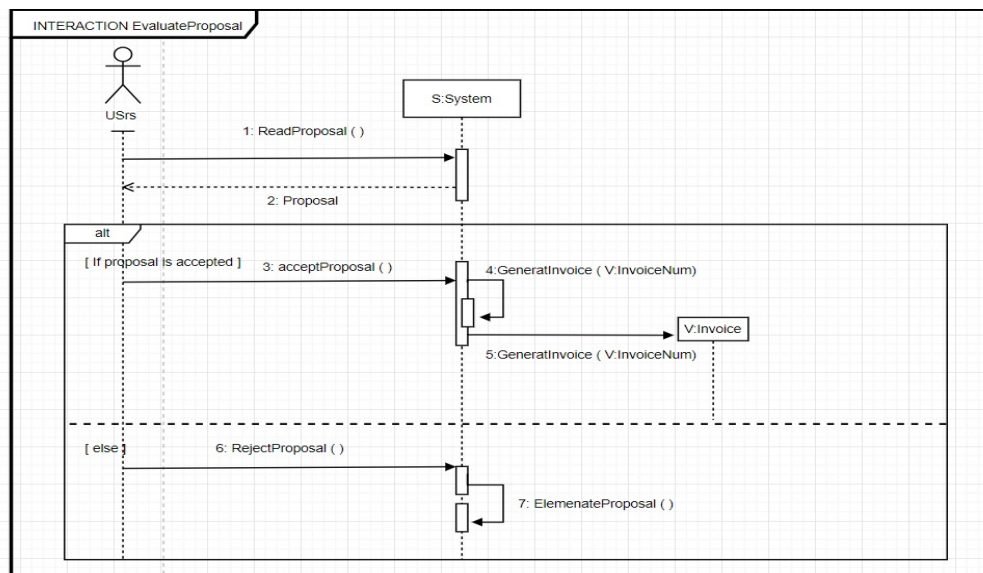 INTERACTION EvaluateProposal
USrs
S:System
1: ReadProposal ( )
2: Proposal
alt
[ If proposal is accepted ]
3: acceptProposal ( )
4:GeneratInvoice ( V:InvoiceNum)
V:Invoice
5:GeneratInvoice ( V:InvoiceNum)
[ else ]
6: RejectProposal ( )
7: ElemenateProposal ( )